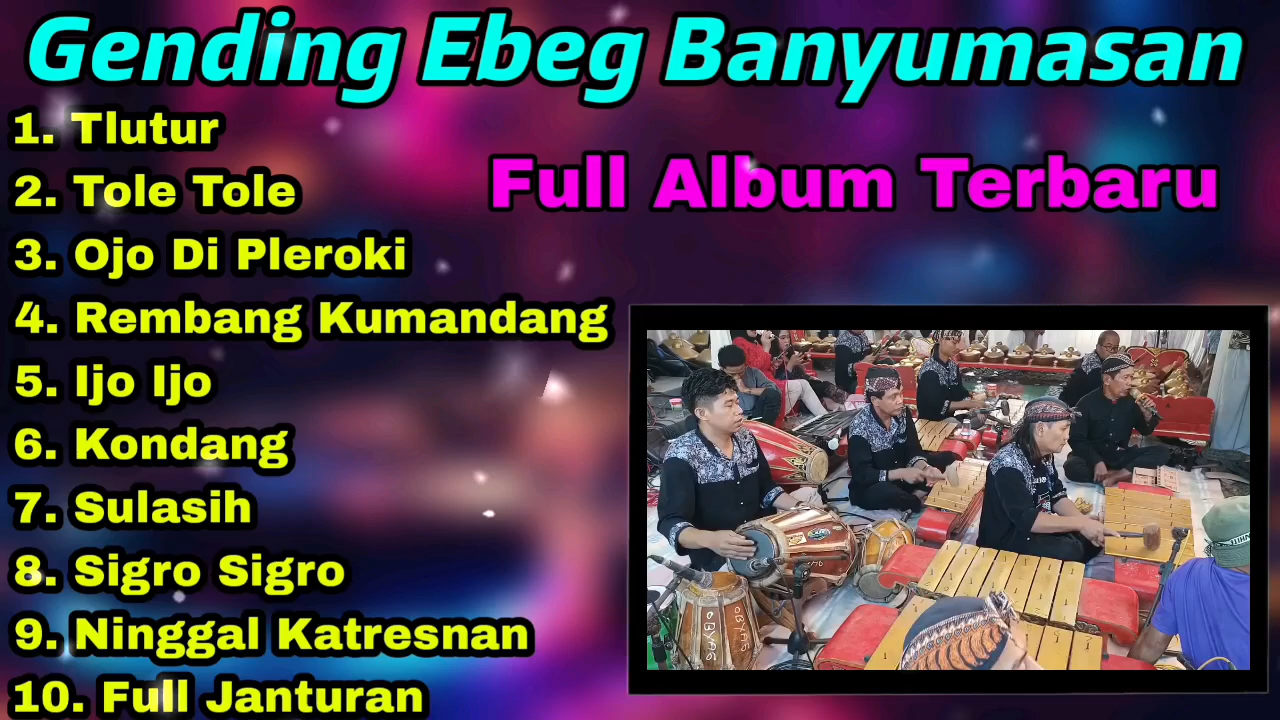 Gending Ebeg Banyumasan
Full Album Terbaru
1. Tlutur
2. Tole Tole
3. Ojo Di Pleroki
4. Rembang Kumandang
5. Ijo Ijo
6. Kondang
7. Sulasih
8. Sigro Sigro
9. Ninggal Katresnan
10. Full Janturan
OBYAG